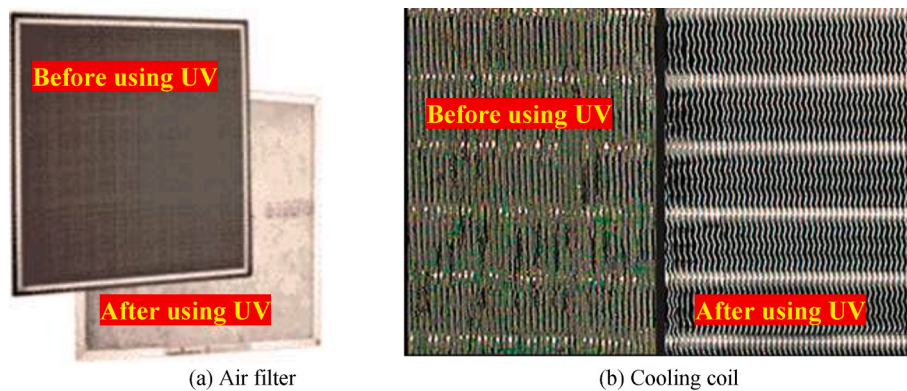 Before using UV
After using UV
(a) Air filter
Before using UV
After using UV
(b) Cooling coil